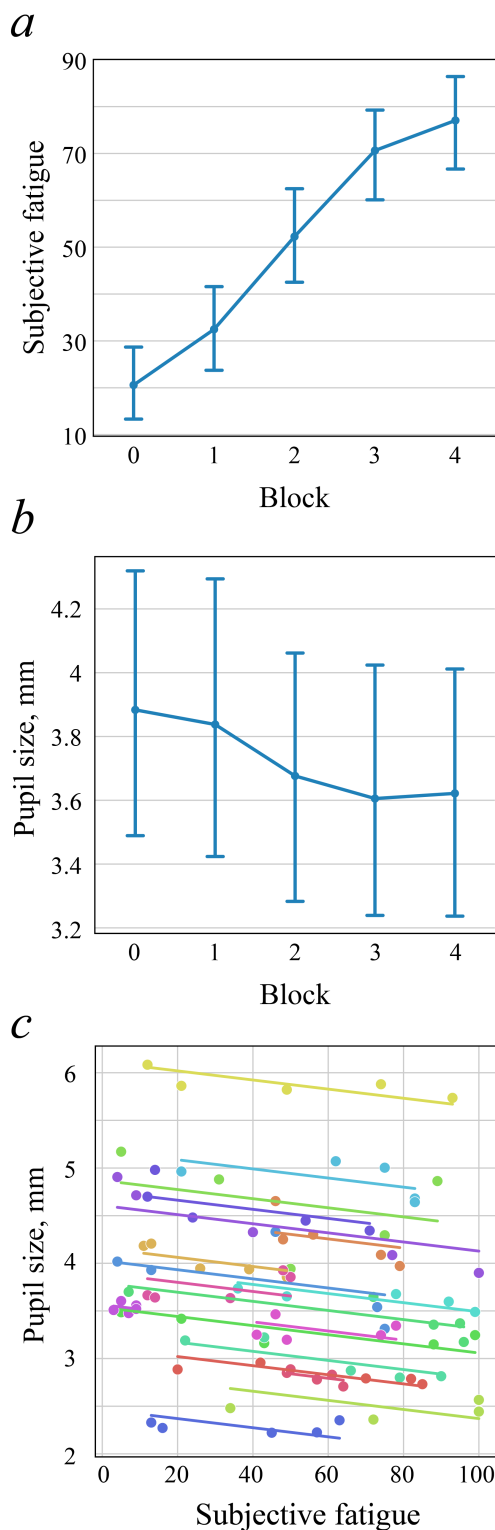 a
90
70
50
30
10
Subjective fatigue
0 1 2 3 4
Block
b
4.2
4
3.8
3.6
3.4
3.2
Pupil size, mm
0 1 2 3 4
Block
c
6
5
4
3
2
Pupil size, mm
0 20 40 60 80 100
Subjective fatigue